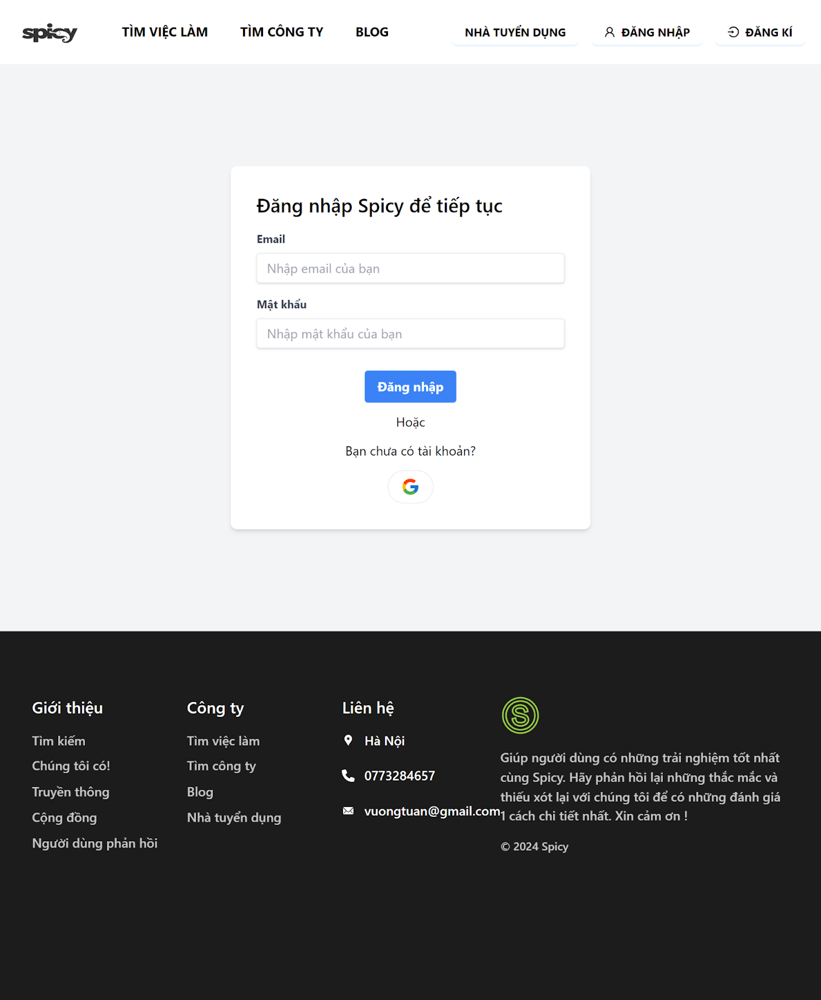 spicy
TÌM VIỆC LÀM
TÌM CÔNG TY
BLOG
NHÀ TUYỂN DỤNG
ĐĂNG NHẬP
ĐĂNG KÍ
Đăng nhập Spicy để tiếp tục
Email
Nhập email của bạn
Mật khẩu
Nhập mật khẩu của bạn
Đăng nhập
Hoặc
Bạn chưa có tài khoản?
Giới thiệu
Tìm kiếm
Chúng tôi có!
Truyền thông
Cộng đồng
Người dùng phản hồi
Công ty
Tìm việc làm
Tìm công ty
Blog
Nhà tuyển dụng
Liên hệ
Hà Nội
0773284657
vuongtuan@gmail.com
S
Giúp người dùng có những trải nghiệm tốt nhất
cùng Spicy. Hãy phản hồi lại những thắc mắc và
thiếu xót lại với chúng tôi để có những đánh giá
1 cách chi tiết nhất. Xin cảm ơn !
© 2024 Spicy